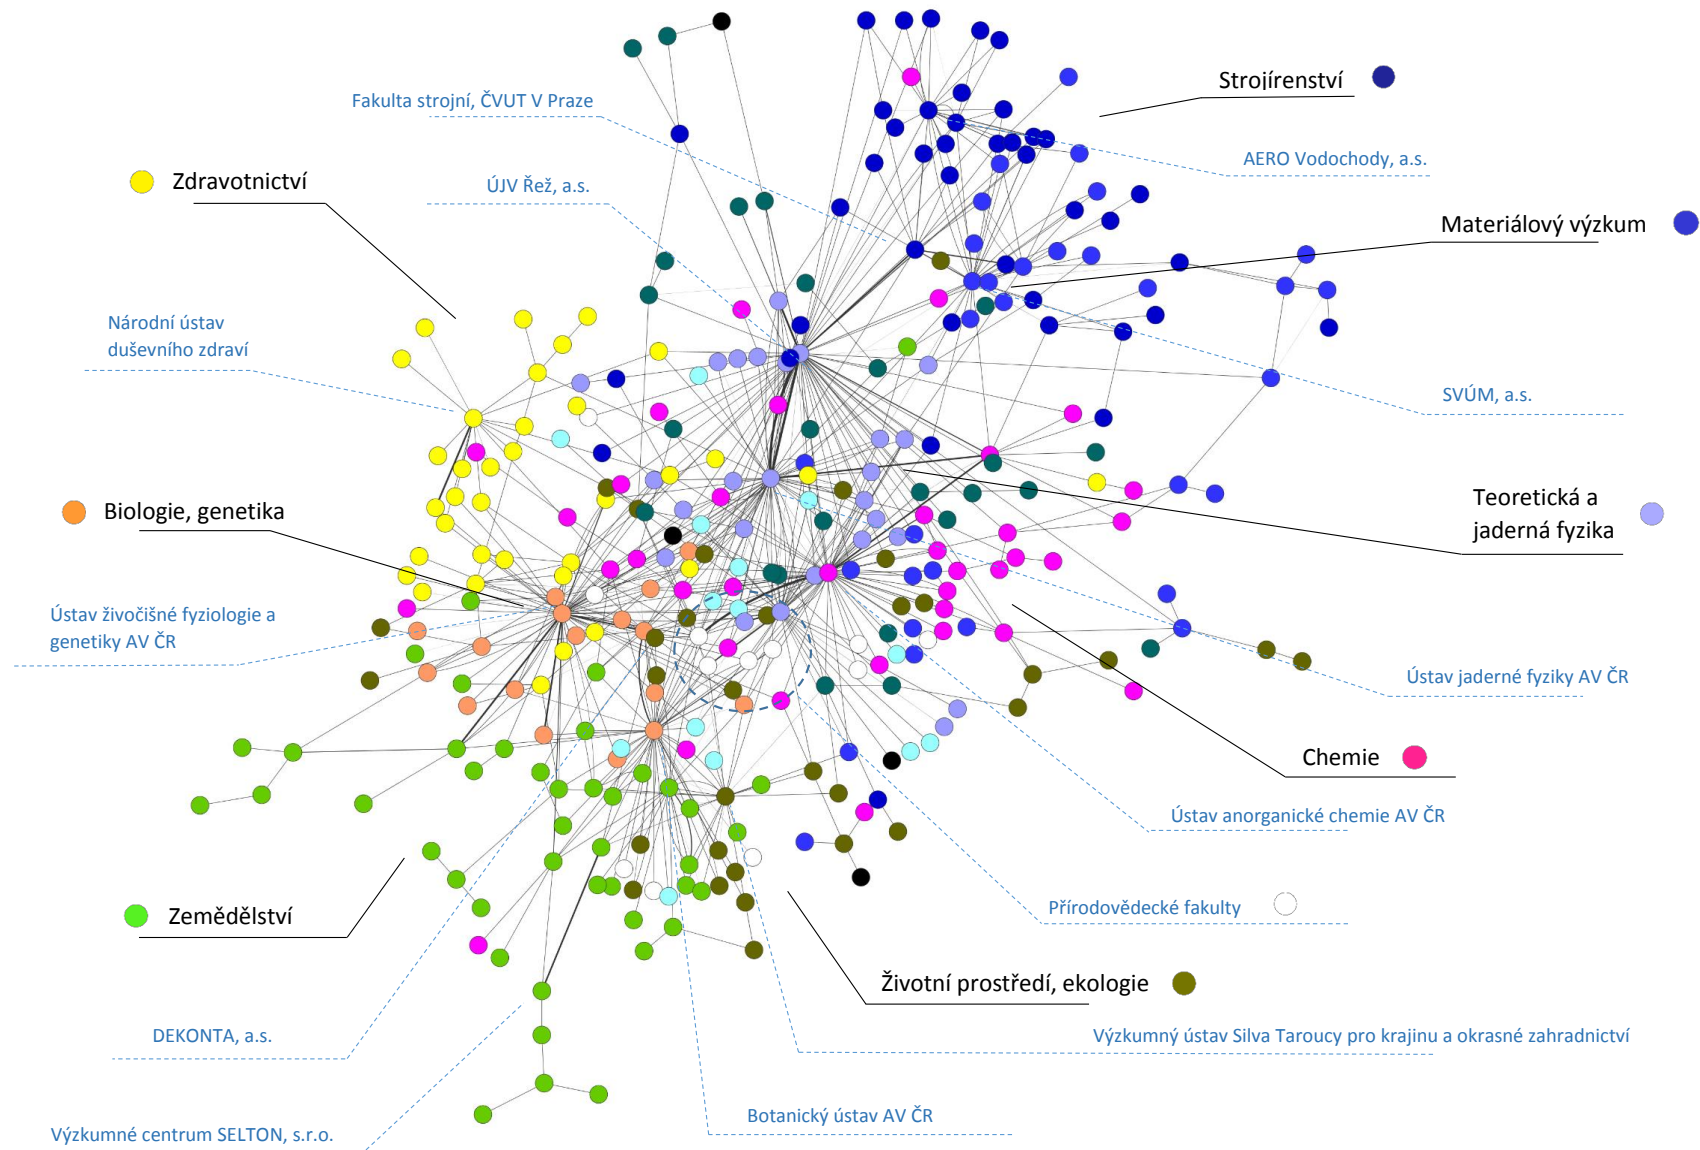 Strojírenství
Fakulta strojní, ČVUT V Praze
AERO Vodochody, a.s.
Zdravotnictví
ÚJV Řež, a.s.
Materiálový výzkum
Národní ústav
duševního zdraví
SVÚM, a.s.
Biologie, genetika
Teoretická a
jaderná fyzika
Ústav živočišné fyziologie a
genetiky AV ČR
Ústav jaderné fyziky AV ČR
Chemie
Ústav anorganické chemie AV ČR
Přírodovědecké fakulty
Zemědělství
Životní prostředí, ekologie
DEKONTA, a.s.
Výzkumný ústav Silva Taroucy pro krajinu a okrasné zahradnictví
Botanický ústav AV ČR
Výzkumné centrum SELTON, s.r.o.